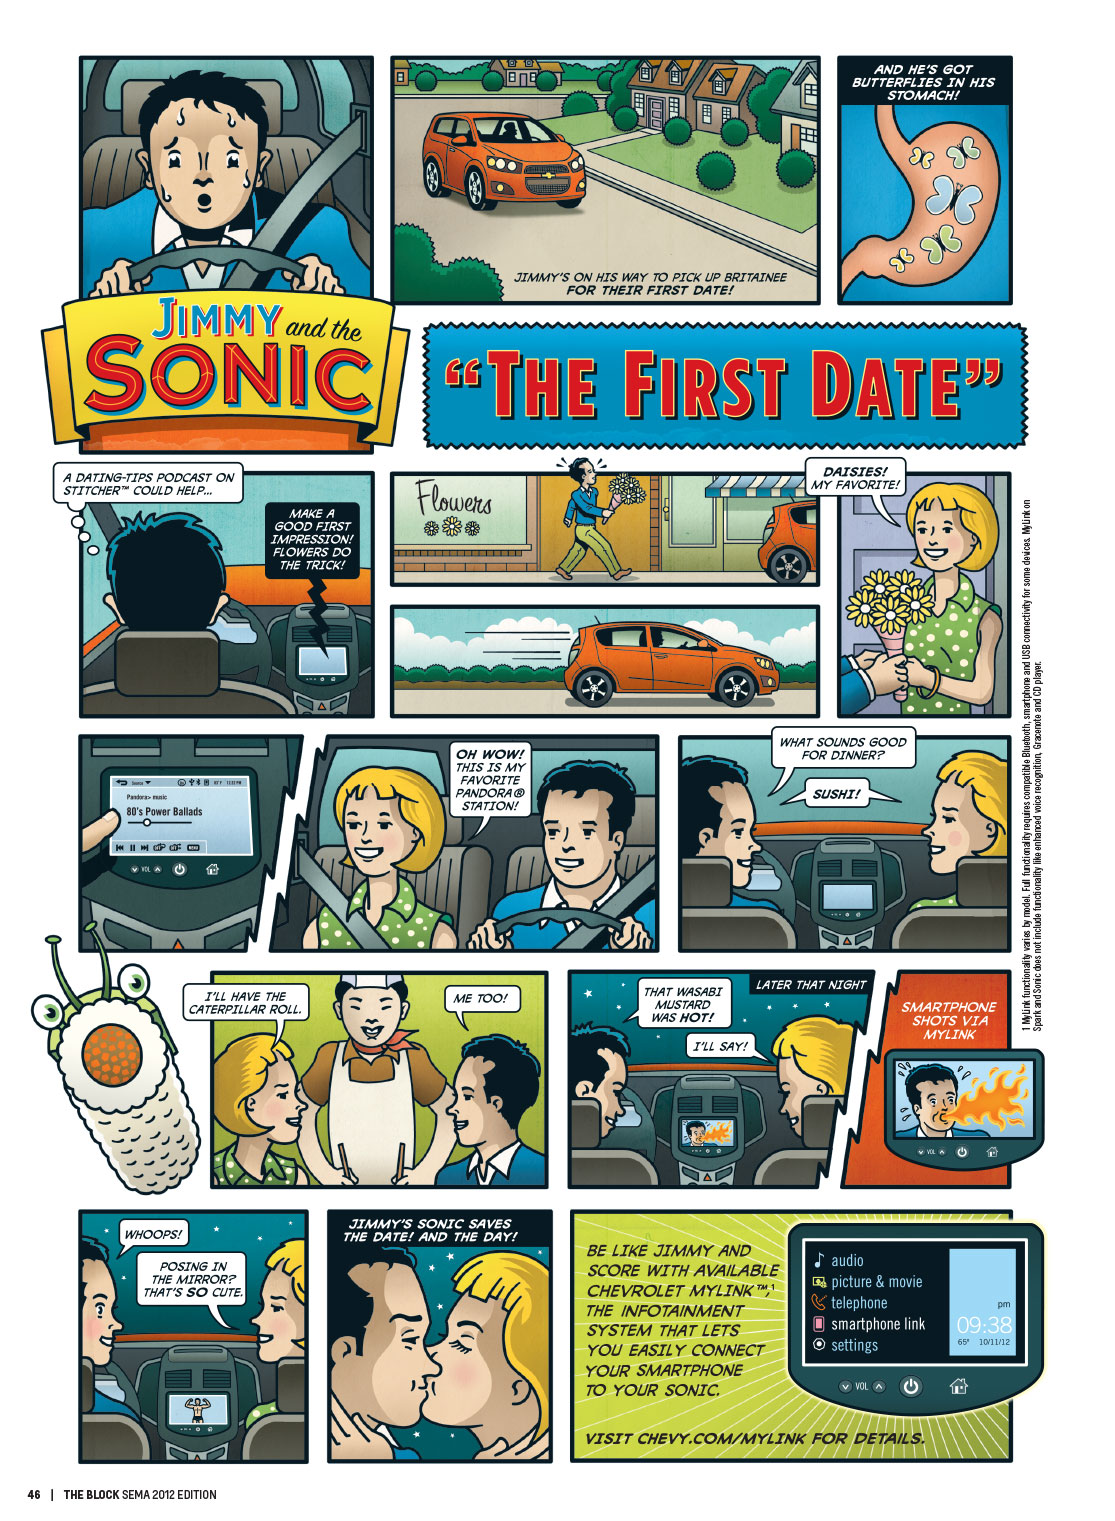 AND HE'S GOT
BUTTERFLIES IN HIS
STOMACH!
JIMMY'S ON HIS WAY TO PICK UP BRITAINEE
FOR THEIR FIRST DATE!
JIMMY and the
SONIC
"THE FIRST DATE"
A DATING-TIPS PODCAST ON
STITCHER™ COULD HELP...
MAKE A
GOOD FIRST
IMPRESSION!
FLOWERS DO
THE TRICK!
Flowers
DAISIES!
MY FAVORITE!
Source
Pandora> music
80's Power Ballads
VOL
OH WOW!
THIS IS MY
FAVORITE
PANDORA®
STATION!
WHAT SOUNDS GOOD
FOR DINNER?
SUSHI!
I'LL HAVE THE
CATERPILLAR ROLL.
ME TOO!
LATER THAT NIGHT
THAT WASABI
MUSTARD
WAS HOT!
I'LL SAY!
SMARTPHONE
SHOTS VIA
MYLINK
VOL
WHOOPS!
POSING IN
THE MIRROR?
THAT'S SO CUTE.
JIMMY'S SONIC SAVES
THE DATE! AND THE DAY!
BE LIKE JIMMY AND
SCORE WITH AVAILABLE
CHEVROLET MYLINK™,1
THE INFOTAINMENT
SYSTEM THAT LETS
YOU EASILY CONNECT
YOUR SMARTPHONE
TO YOUR SONIC.
VISIT CHEVY.COM/MYLINK FOR DETAILS.
audio
picture & movie
telephone
smartphone link
settings
pm
09:38
65° 10/11/12
VOL
1 MyLink functionality varies by model. Full functionality requires compatible Bluetooth, smartphone and USB connectivity for some devices. MyLink on
Spark and Sonic does not include functionality like enhanced voice recognition, Gracenote and CD player.
46 | THE BLOCK SEMA 2012 EDITION